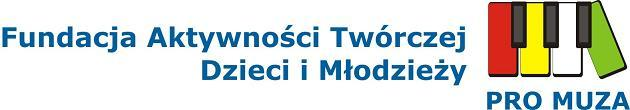 Fundacja Aktywności Twórczej
Dzieci i Młodzieży
PRO MUZA